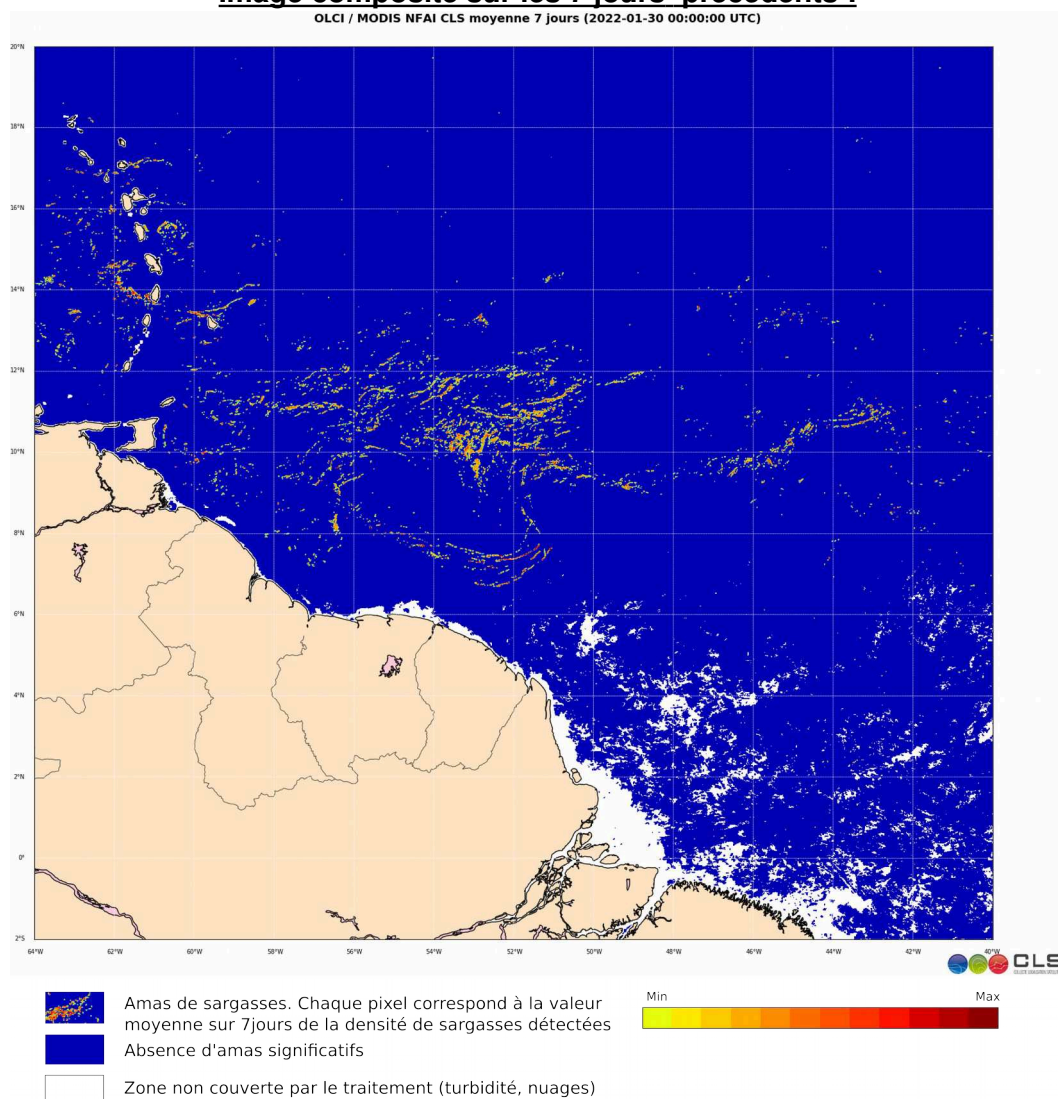 Image composite sur les 7 jours précédents :
OLCI / MODIS NFAI CLS moyenne 7 jours (2022-01-30 00:00:00 UTC)
20°N
18°N
16°N
14°N
12°N
10°N
8°N
6°N
4°N
2°N
0°
2°S
64°W 62°W 60°W 58°W 56°W 54°W 52°W 50°W 48°W 46°W 44°W 42°W 40°W
CLS
Amas de sargasses. Chaque pixel correspond à la valeur
moyenne sur 7jours de la densité de sargasses détectées
Min Max
Absence d'amas significatifs
Zone non couverte par le traitement (turbidité, nuages)